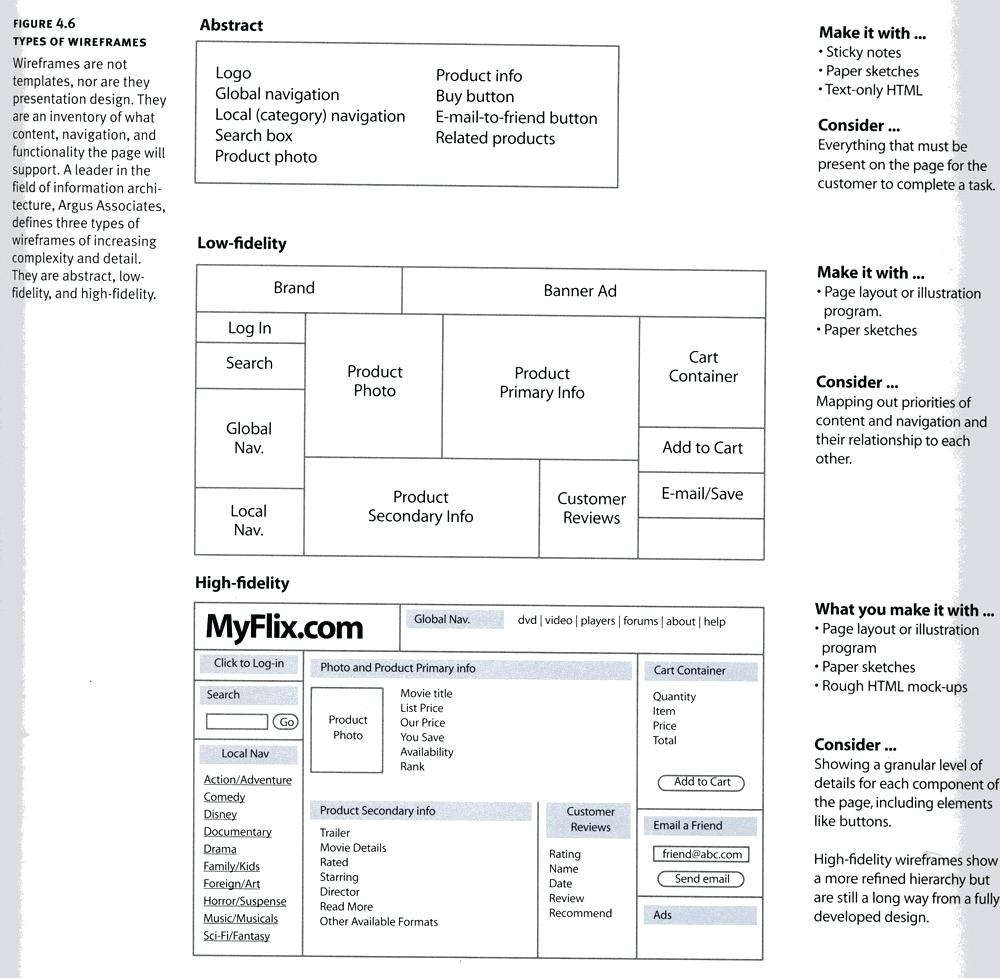 FIGURE 4.6
TYPES OF WIREFRAMES
Wireframes are not
templates, nor are they
presentation design. They
are an inventory of what
content, navigation, and
functionality the page will
support. A leader in the
field of information archi-
tecture, Argus Associates,
defines three types of
wireframes of increasing
complexity and detail.
They are abstract, low-
fidelity, and high-fidelity.
Abstract
Logo
Global navigation
Local (category) navigation
Search box
Product photo
Product info
Buy button
E-mail-to-friend button
Related products
Make it with ...
• Sticky notes
• Paper sketches
• Text-only HTML
Consider ...
Everything that must be
present on the page for the
customer to complete a task.
Low-fidelity
Brand
Banner Ad
Log In
Search
Global
Nav.
Local
Nav.
Product
Photo
Product
Primary Info
Product
Secondary Info
Customer
Reviews
Cart
Container
Add to Cart
E-mail/Save
Make it with ...
• Page layout or illustration
program.
• Paper sketches
Consider ...
Mapping out priorities of
content and navigation and
their relationship to each
other.
High-fidelity
MyFlix.com
Global Nav.
dvd | video | players | forums | about | help
Click to Log-in
Search
Go
Local Nav
Action/Adventure
Comedy
Disney
Documentary
Drama
Family/Kids
Foreign/Art
Horror/Suspense
Music/Musicals
Sci-Fi/Fantasy
Photo and Product Primary info
Product
Photo
Movie title
List Price
Our Price
You Save
Availability
Rank
Product Secondary info
Trailer
Movie Details
Rated
Starring
Director
Read More
Other Available Formats
Customer
Reviews
Rating
Name
Date
Review
Recommend
Cart Container
Quantity
Item
Price
Total
Add to Cart
Email a Friend
friend@abc.com
Send email
Ads
What you make it with ...
• Page layout or illustration
program
• Paper sketches
• Rough HTML mock-ups
Consider ...
Showing a granular level of
details for each component of
the page, including elements
like buttons.
High-fidelity wireframes show
a more refined hierarchy but
are still a long way from a fully
developed design.